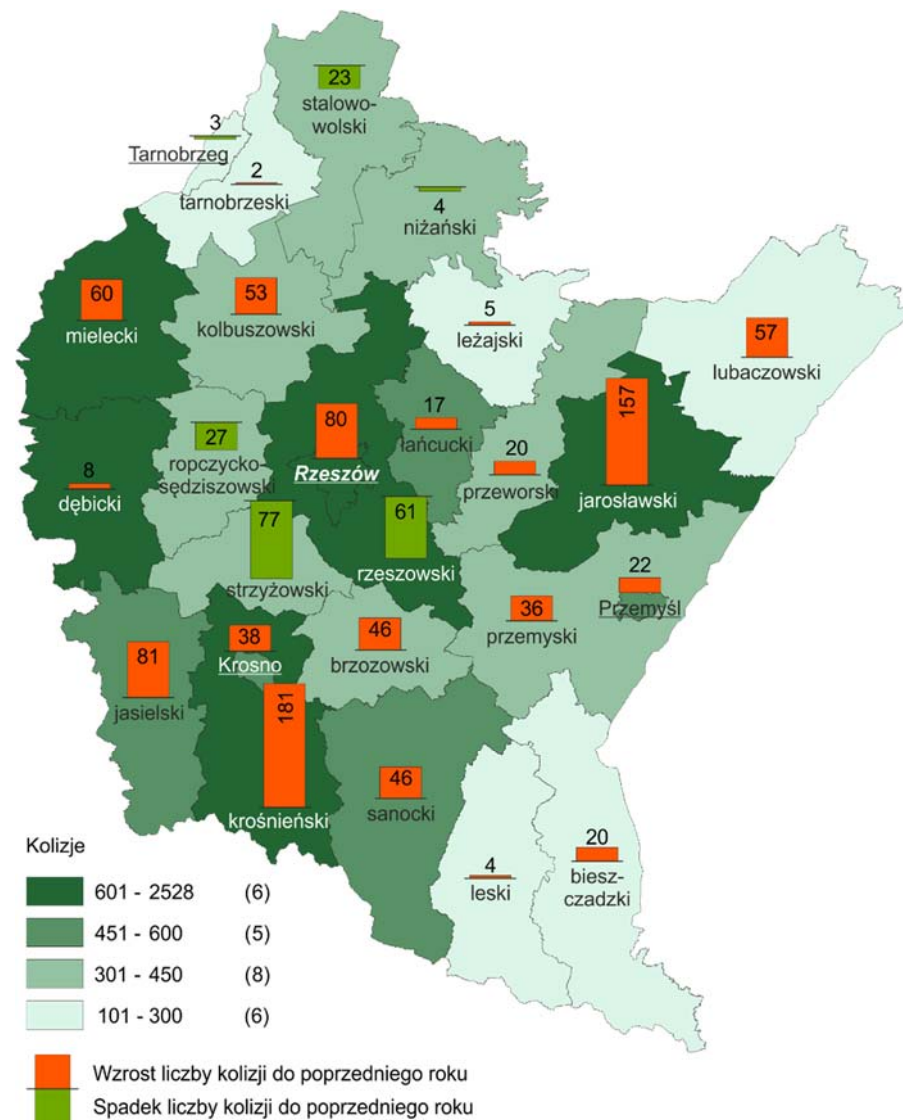 23
stalowo-
wolski
3
Tarnobrzeg
2
tarnobrzeski
4
niżański
60
mielecki
53
kolbuszowski
5
leżajski
57
lubaczowski
157
jarosławski
80
Rzeszów
17
łańcucki
20
przeworski
27
ropczycko-
sędziszowski
8
dębicki
77
strzyżowski
61
rzeszowski
22
Przemyśl
36
przemyski
46
brzozowski
38
Krosno
81
jasielski
181
krośnieński
46
sanocki
4
leski
20
biesz-
czadzki
Kolizje
601 - 2528 (6)
451 - 600 (5)
301 - 450 (8)
101 - 300 (6)
Wzrost liczby kolizji do poprzedniego roku
Spadek liczby kolizji do poprzedniego roku